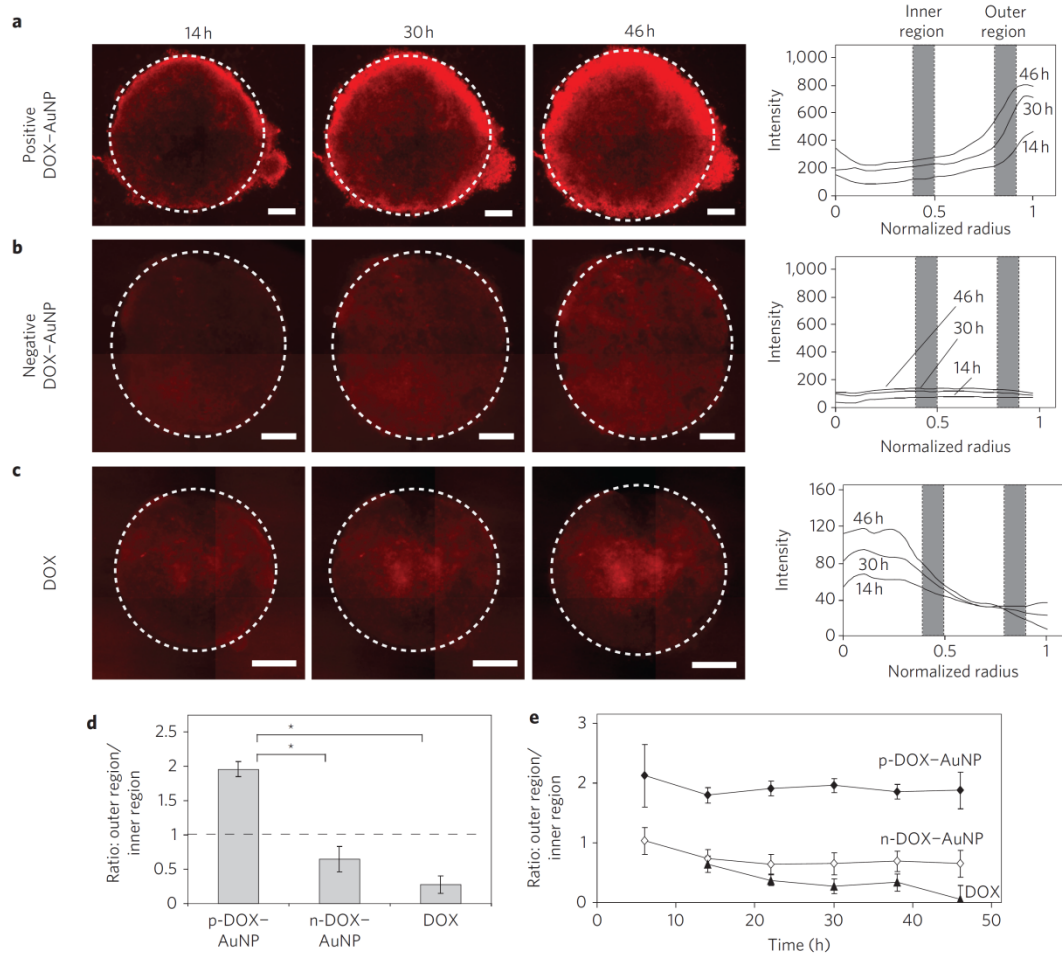 a
14 h
30 h
46 h
Positive
DOX–AuNP
Inner
region
Outer
region
1,000
800
600
400
200
0
Intensity
46 h
30 h
14 h
0
0.5
1
Normalized radius
b
Negative
DOX–AuNP
1,000
800
600
400
200
0
Intensity
46 h
30 h
14 h
0
0.5
1
Normalized radius
c
DOX
160
120
80
40
0
Intensity
46 h
30 h
14 h
0
0.5
1
Normalized radius
d
Ratio: outer region/
inner region
2.5
2
1.5
1
0.5
0
*
*
p-DOX–
AuNP
n-DOX–
AuNP
DOX
e
Ratio: outer region/
inner region
3
2
1
0
p-DOX–AuNP
n-DOX–AuNP
DOX
0
10
20
30
40
50
Time (h)